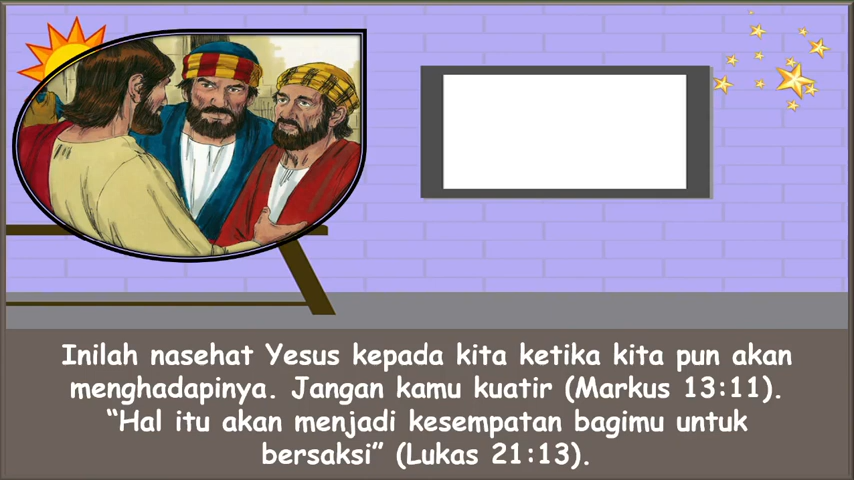 Inilah nasehat Yesus kepada kita ketika kita pun akan
menghadapinya. Jangan kamu kuatir (Markus 13:11).
“Hal itu akan menjadi kesempatan bagimu untuk
bersaksi” (Lukas 21:13).